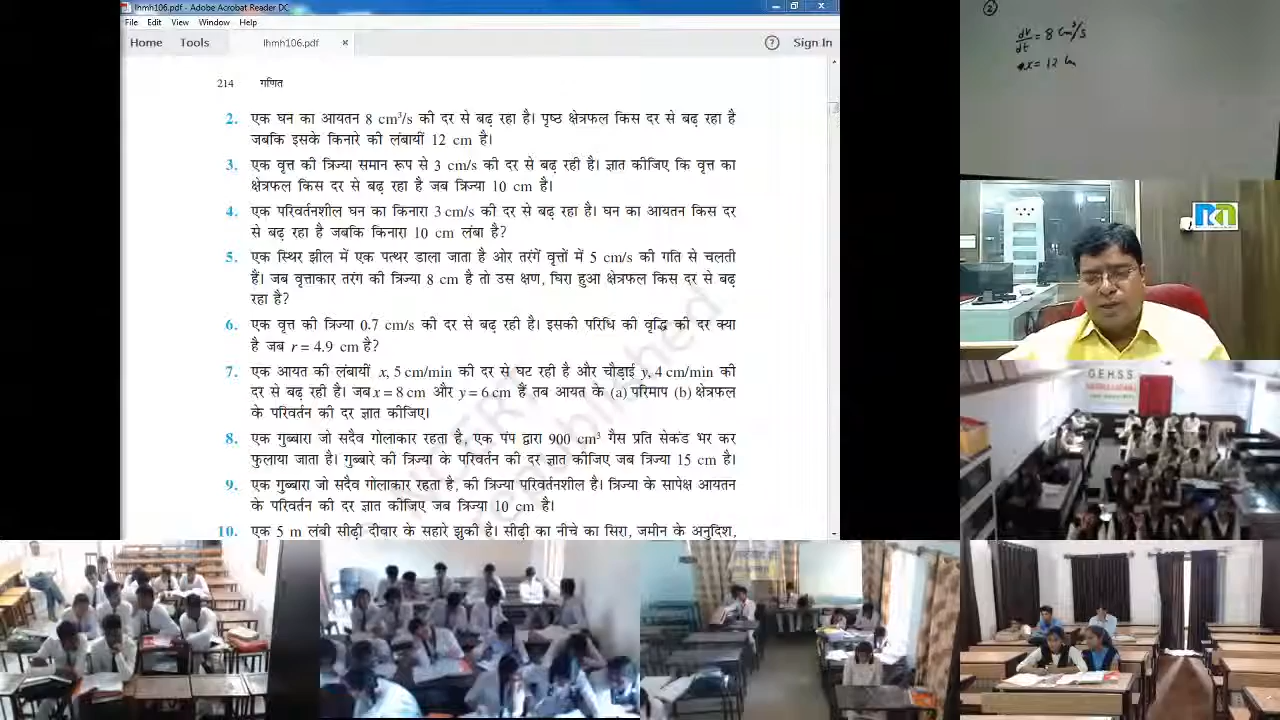 lhmh106.pdf - Adobe Acrobat Reader DC
File Edit View Window Help
Home Tools lhmh106.pdf × ? Sign In
214 गणित
2. एक घन का आयतन 8 cm³/s की दर से बढ़ रहा है। पृष्ठ क्षेत्रफल किस दर से बढ़ रहा है
जबकि इसके किनारे की लंबायीं 12 cm है।
3. एक वृत्त की त्रिज्या समान रूप से 3 cm/s की दर से बढ़ रही है। ज्ञात कीजिए कि वृत्त का
क्षेत्रफल किस दर से बढ़ रहा है जब त्रिज्या 10 cm है।
4. एक परिवर्तनशील घन का किनारा 3 cm/s की दर से बढ़ रहा है। घन का आयतन किस दर
से बढ़ रहा है जबकि किनारा 10 cm लंबा है?
5. एक स्थिर झील में एक पत्थर डाला जाता है ओर तरंगें वृत्तों में 5 cm/s की गति से चलती
हैं। जब वृत्ताकार तरंग की त्रिज्या 8 cm है तो उस क्षण, घिरा हुआ क्षेत्रफल किस दर से बढ़
रहा है?
6. एक वृत्त की त्रिज्या 0.7 cm/s की दर से बढ़ रही है। इसकी परिधि की वृद्धि की दर क्या
है जब r = 4.9 cm है?
7. एक आयत की लंबायीं x, 5 cm/min की दर से घट रही है और चौड़ाई y, 4 cm/min की
दर से बढ़ रही है। जब x = 8 cm और y = 6 cm हैं तब आयत के (a) परिमाप (b) क्षेत्रफल
के परिवर्तन की दर ज्ञात कीजिए।
8. एक गुब्बारा जो सदैव गोलाकार रहता है, एक पंप द्वारा 900 cm³ गैस प्रति सेकंड भर कर
फुलाया जाता है। गुब्बारे की त्रिज्या के परिवर्तन की दर ज्ञात कीजिए जब त्रिज्या 15 cm है।
9. एक गुब्बारा जो सदैव गोलाकार रहता है, की त्रिज्या परिवर्तनशील है। त्रिज्या के सापेक्ष आयतन
के परिवर्तन की दर ज्ञात कीजिए जब त्रिज्या 10 cm है।
10. एक 5 m लंबी सीढ़ी दीवार के सहारे झुकी है। सीढ़ी का नीचे का सिरा, जमीन के अनुदिश,
②
dv/dt = 8 cm³/s
x = 12 cm
G.E.H.S.S.